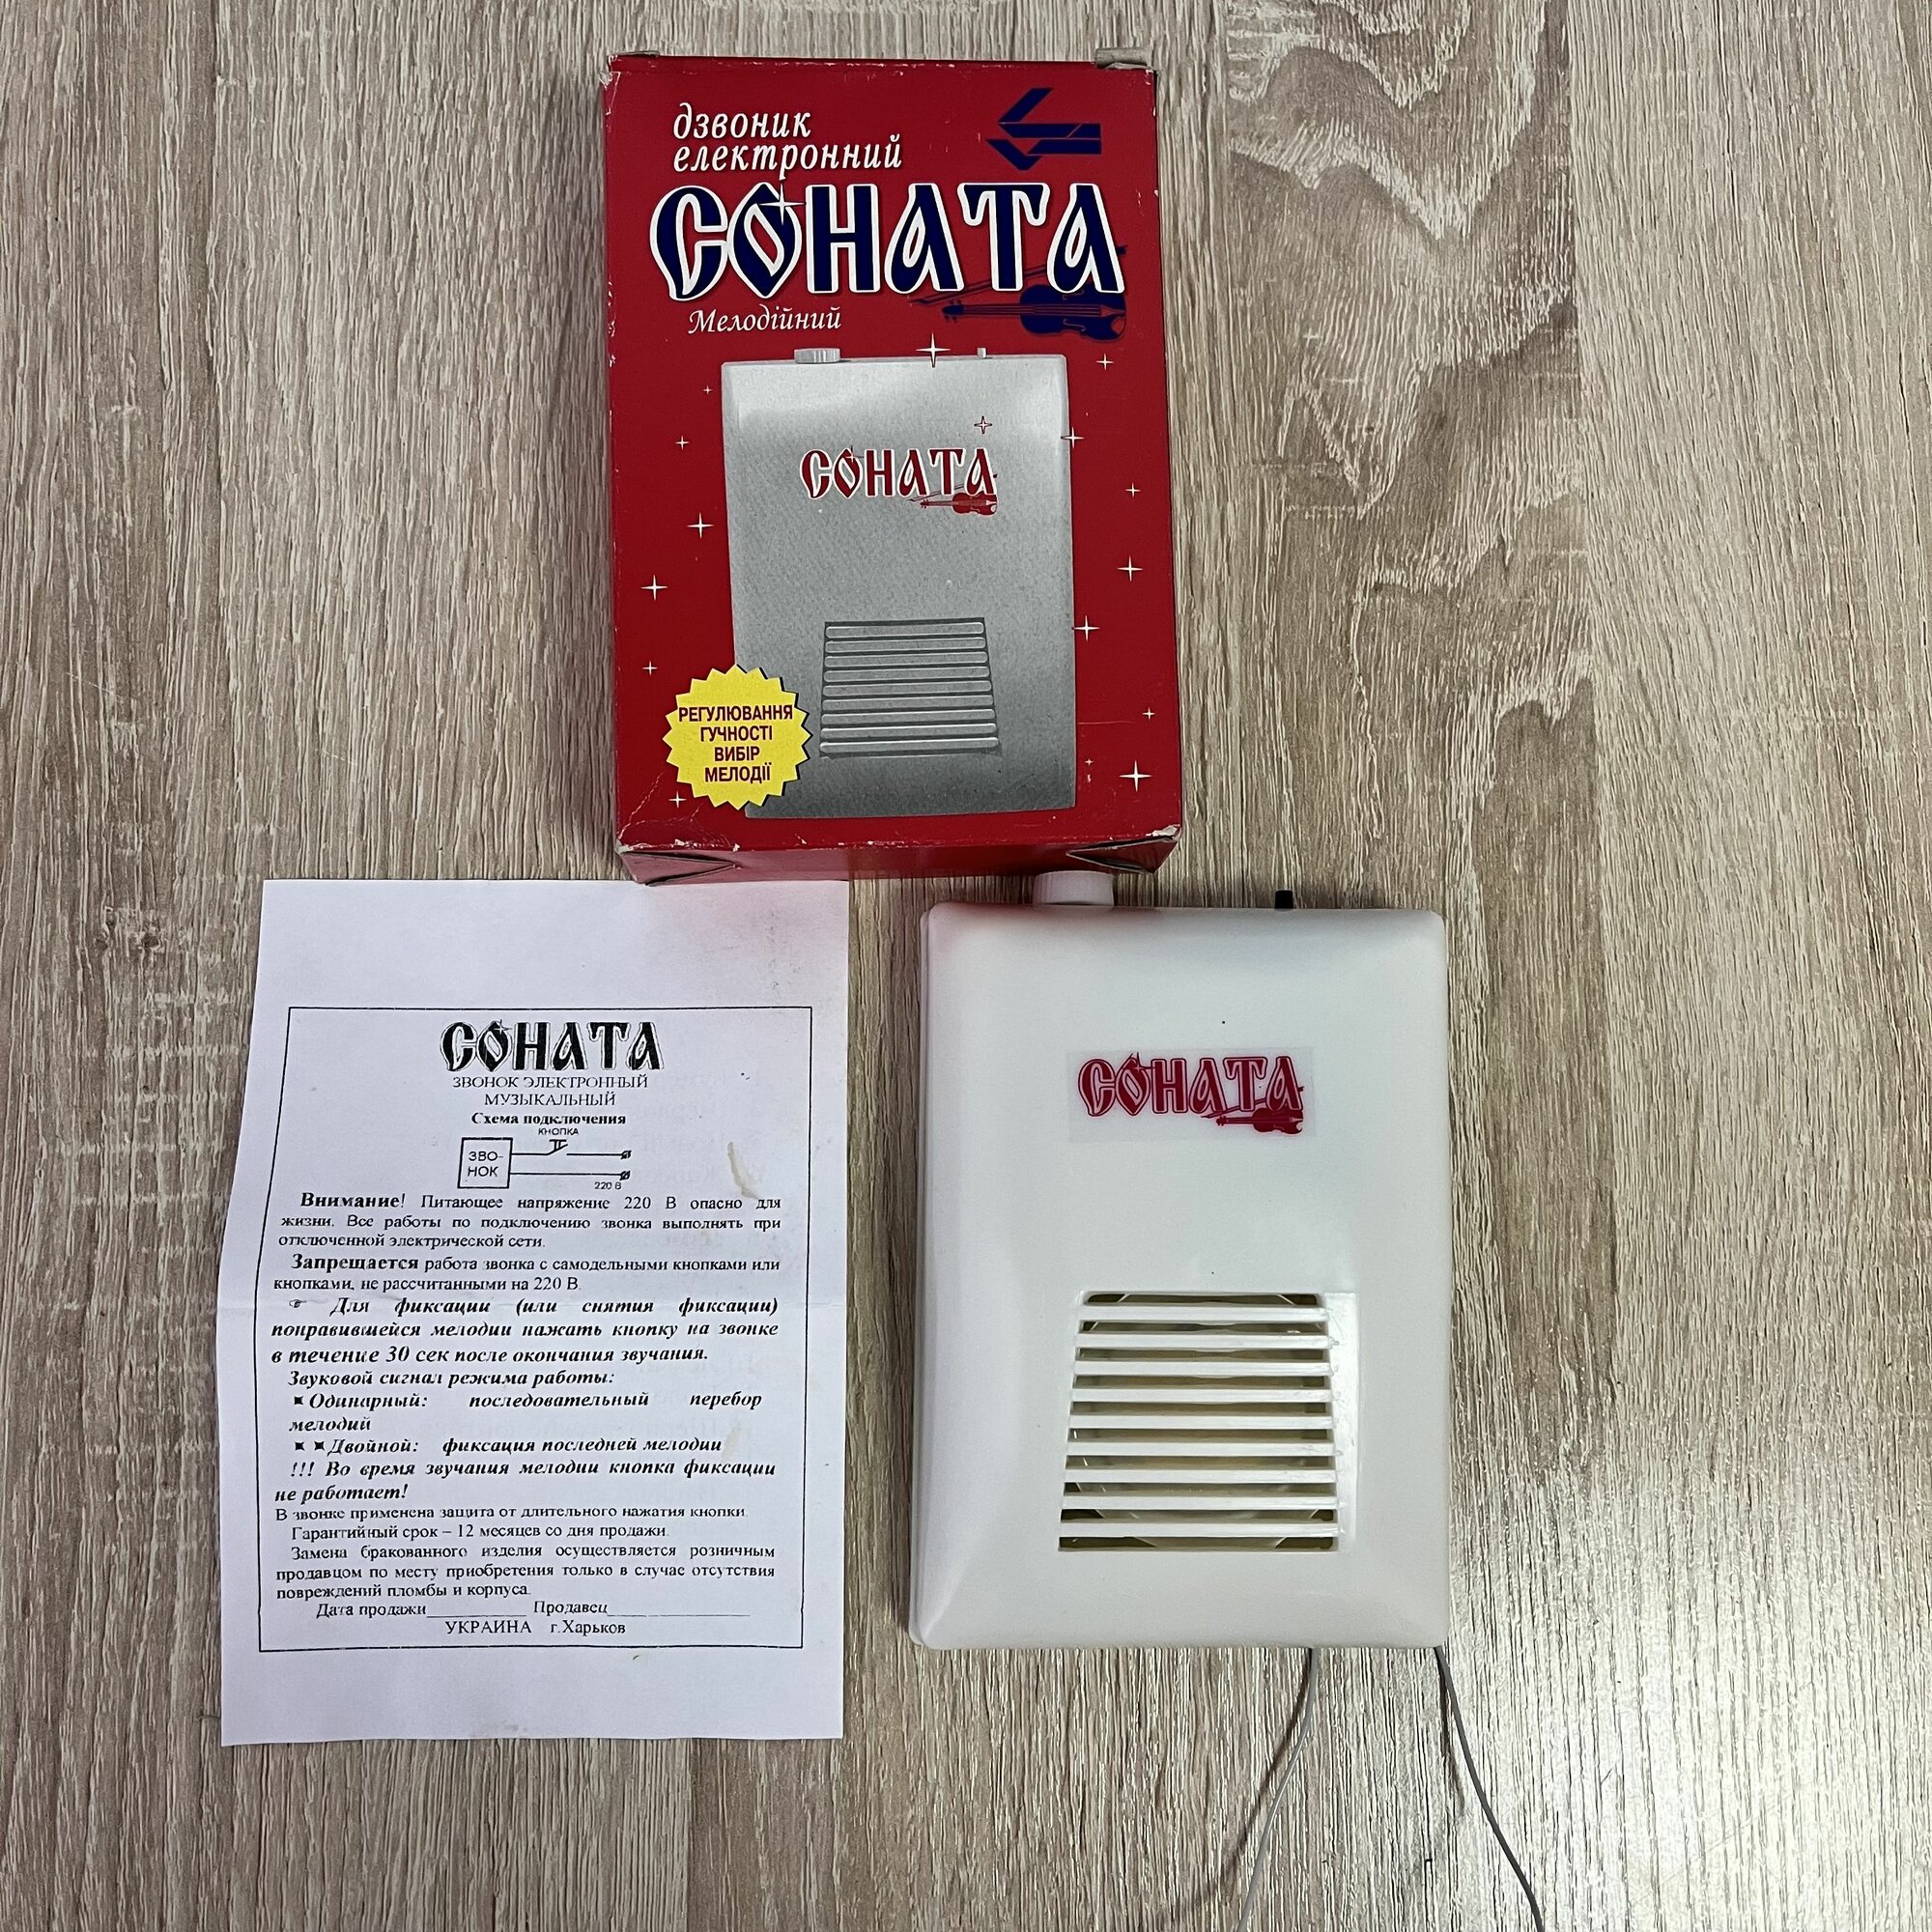 дзвоник
електронний
СОНАТА
Мелодійний
СОНАТА
РЕГУЛЮВАННЯ
ГУЧНОСТІ
ВИБІР
МЕЛОДІЇ
СОНАТА
ЗВОНОК ЭЛЕКТРОННЫЙ
МУЗЫКАЛЬНЫЙ
Схема подключения
КНОПКА
ЗВО-
НОК
220 В
Внимание! Питающее напряжение 220 В опасно для
жизни. Все работы по подключению звонка выполнять при
отключенной электрической сети.
Запрещается работа звонка с самодельными кнопками или
кнопками, не рассчитанными на 220 В.
☞ Для фиксации (или снятия фиксации)
понравившейся мелодии нажать кнопку на звонке
в течение 30 сек после окончания звучания.
Звуковой сигнал режима работы:
Одинарный: последовательный перебор
мелодий
Двойной: фиксация последней мелодии
!!! Во время звучания мелодии кнопка фиксации
не работает!
В звонке применена защита от длительного нажатия кнопки.
Гарантийный срок – 12 месяцев со дня продажи.
Замена бракованного изделия осуществляется розничным
продавцом по месту приобретения только в случае отсутствия
повреждений пломбы и корпуса.
Дата продажи__________ Продавец______________
УКРАИНА г.Харьков
СОНАТА